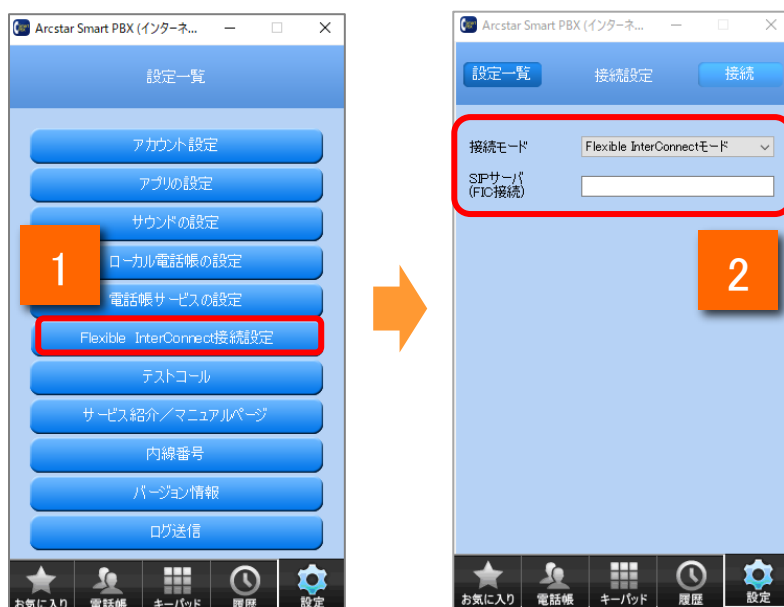 Arcstar Smart PBX (インターネ...
設定一覧
アカウント設定
アプリの設定
サウンドの設定
ローカル電話帳の設定
電話帳サービスの設定
Flexible InterConnect接続設定
テストコール
サービス紹介／マニュアルページ
内線番号
バージョン情報
ログ送信
お気に入り 電話帳 キーパッド 履歴 設定
1
Arcstar Smart PBX (インターネ...
設定一覧 接続設定 接続
接続モード Flexible InterConnectモード
SIPサーバ
(FIC接続)
2
お気に入り 電話帳 キーパッド 履歴 設定